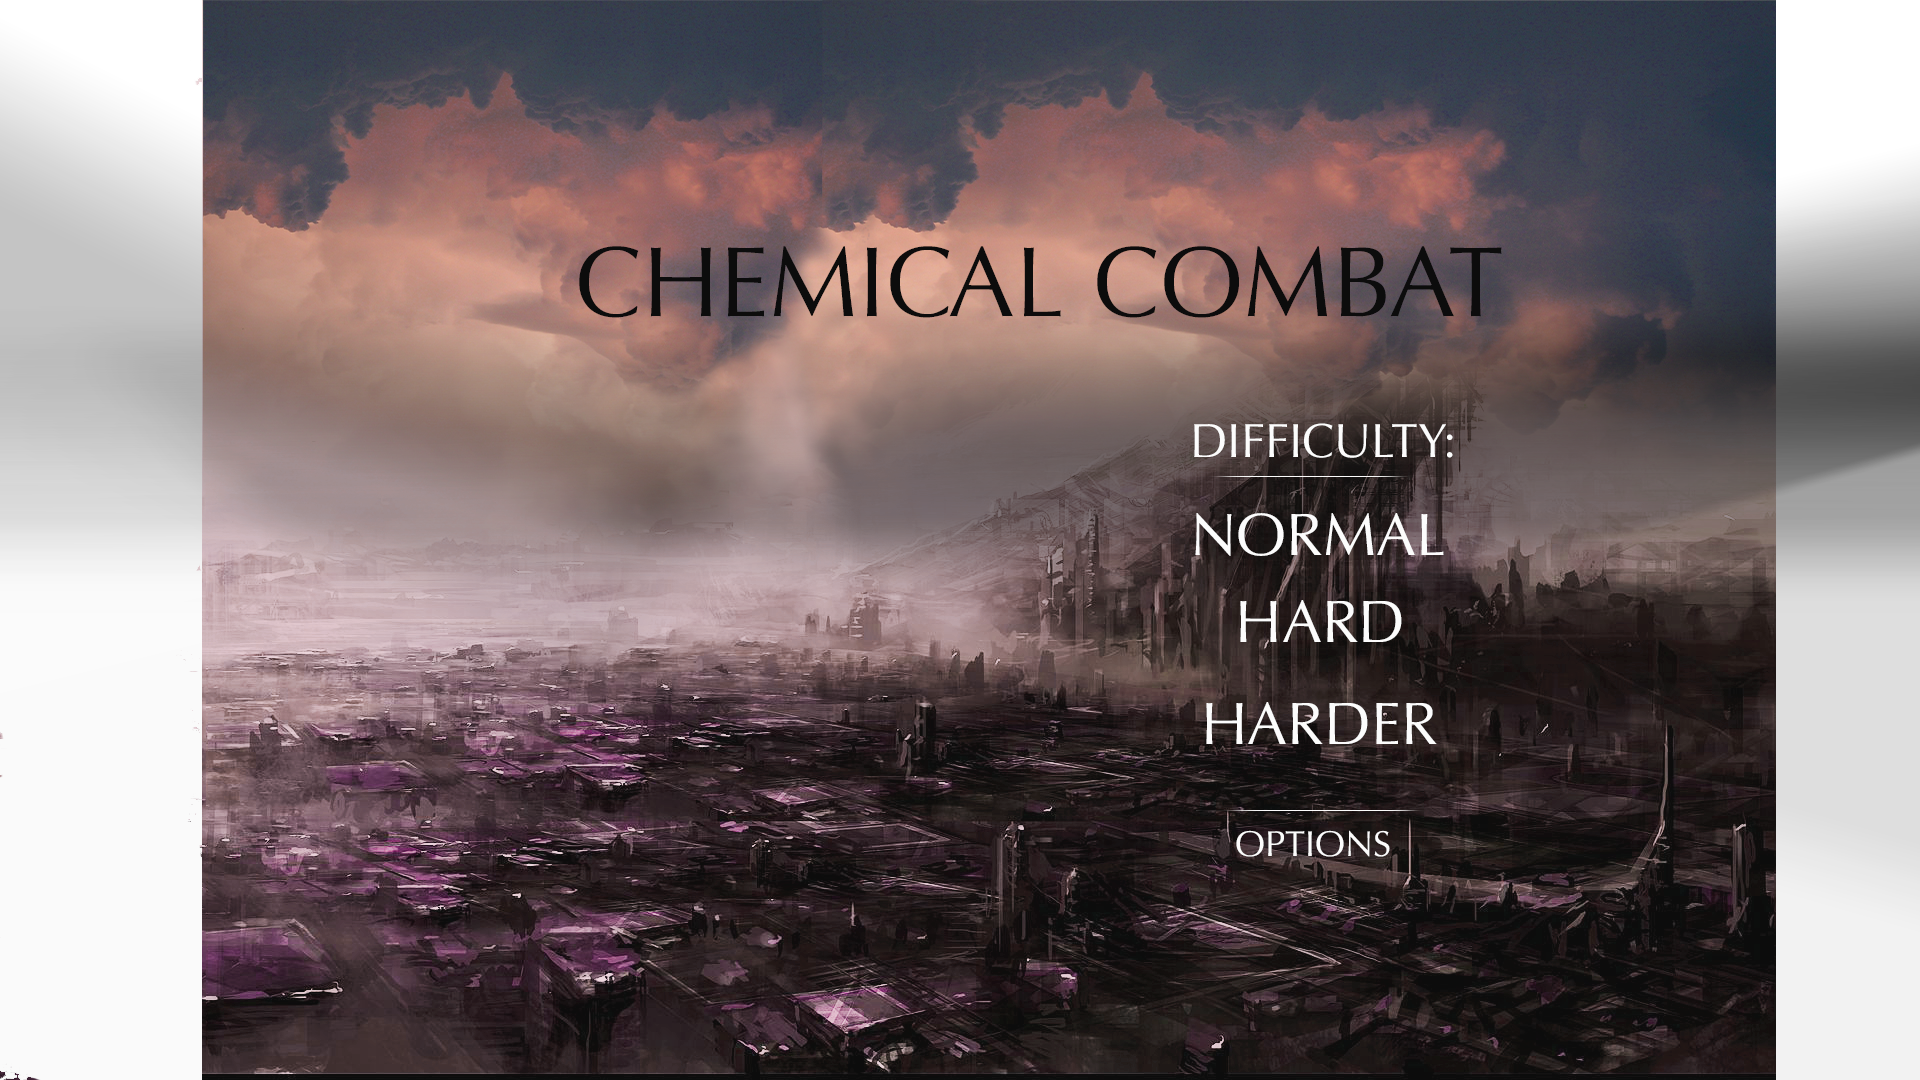 CHEMICAL COMBAT
DIFFICULTY:
NORMAL
HARD
HARDER
OPTIONS